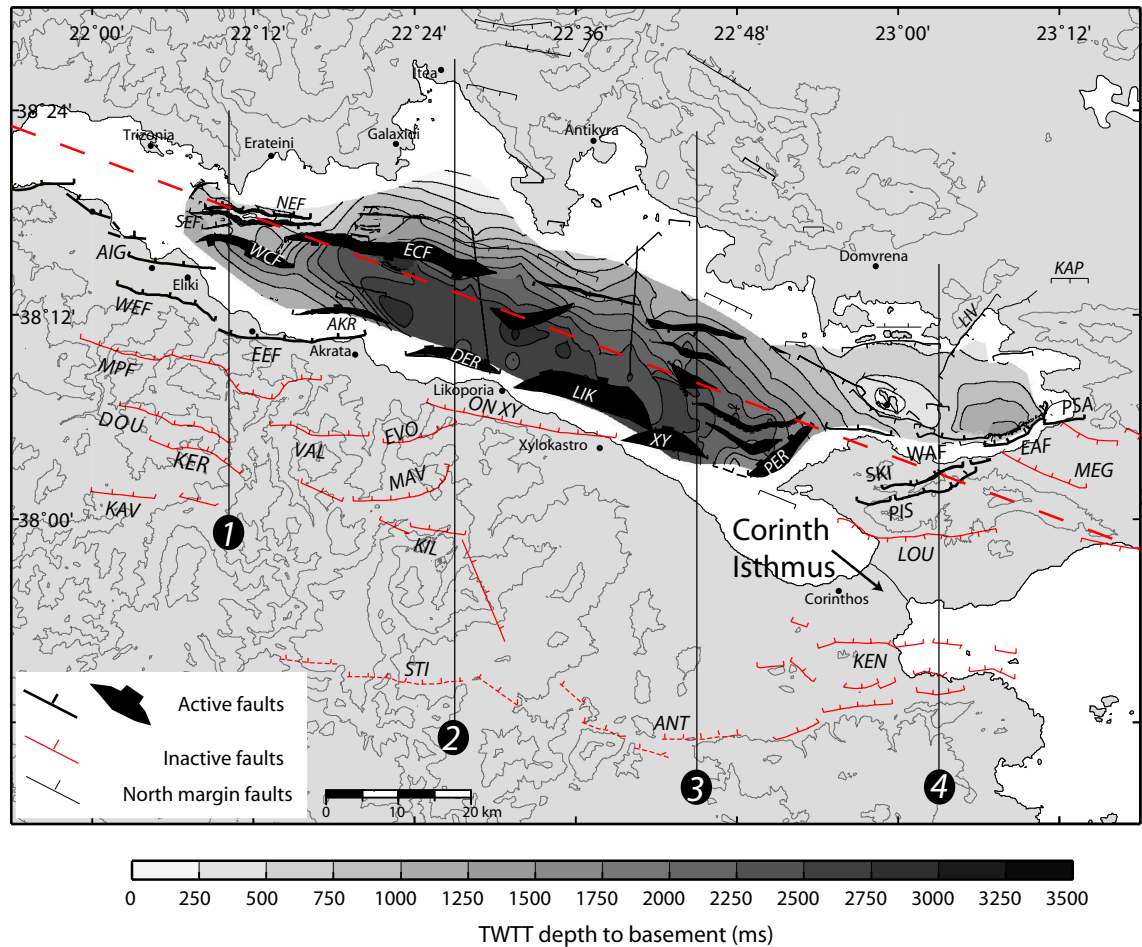 22˚00'
22˚12'
22˚24'
22˚36'
22˚48'
23˚00'
23˚12'
38˚24'
38˚12'
38˚00'
Itea
Trizonia
Erateini
Galaxidi
Antikyra
Domvrena
KAP
LIV
NEF
SEF
WCF
ECF
AIG
Eliki
WEF
EEF
AKR
Akrata
DER
Likoporia
LIK
MPF
DOU
KER
KAV
VAL
EVO
ON XY
Xylokastro
XY
PER
MAV
KIL
PSA
EAF
WAF
MEG
SKI
PIS
LOU
Corinth
Isthmus
Corinthos
KEN
STI
ANT
1
2
3
4
Active faults
Inactive faults
North margin faults
0 10 20 km
0 250 500 750 1000 1250 1500 1750 2000 2250 2500 2750 3000 3250 3500
TWTT depth to basement (ms)